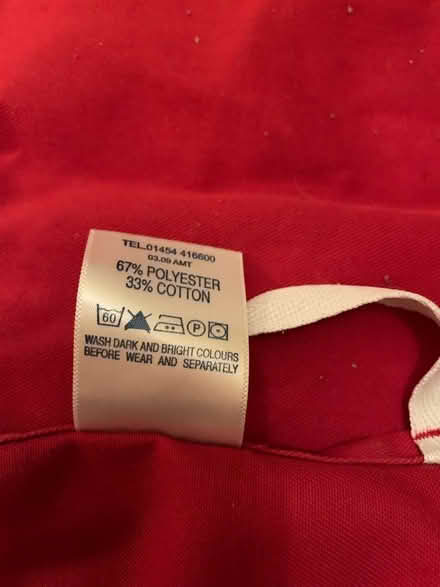 TEL.01454 416600
03.09 AMT
67% POLYESTER
33% COTTON
60 P
WASH DARK AND BRIGHT COLOURS
BEFORE WEAR AND SEPARATELY